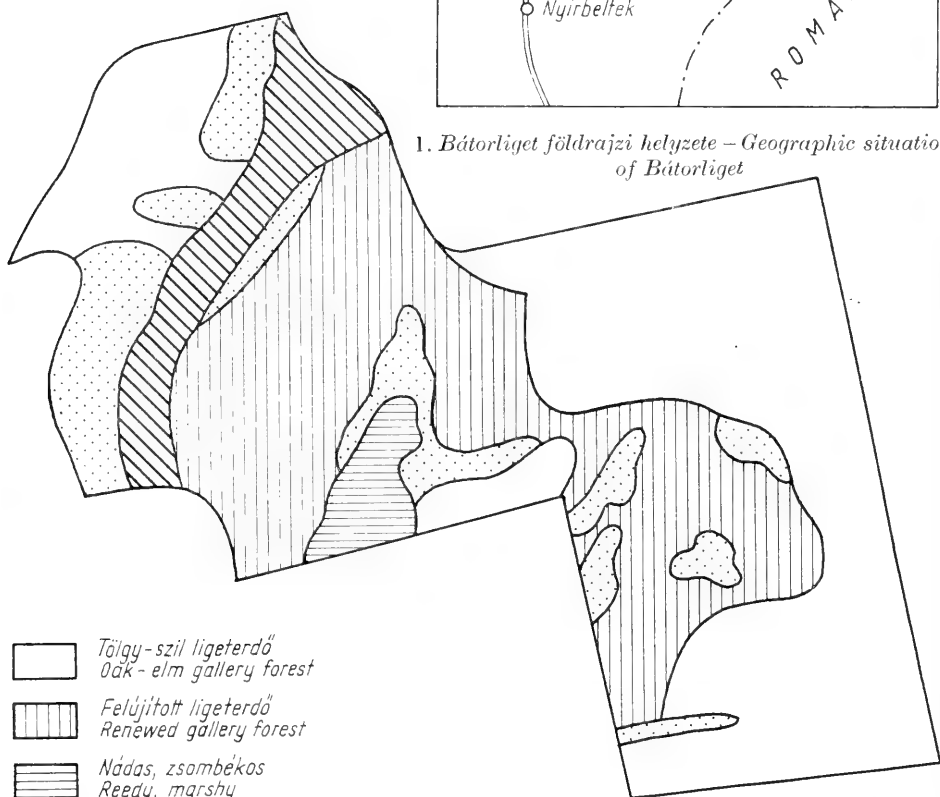 Nyírbéltek
ROMA
1. Bátorliget földrajzi helyzete – Geographic situatio
of Bátorliget
Tölgy-szil ligeterdő
Oak-elm gallery forest
Felújított ligeterdő
Renewed gallery forest
Nádas, zsombékos
Reedy, marshy